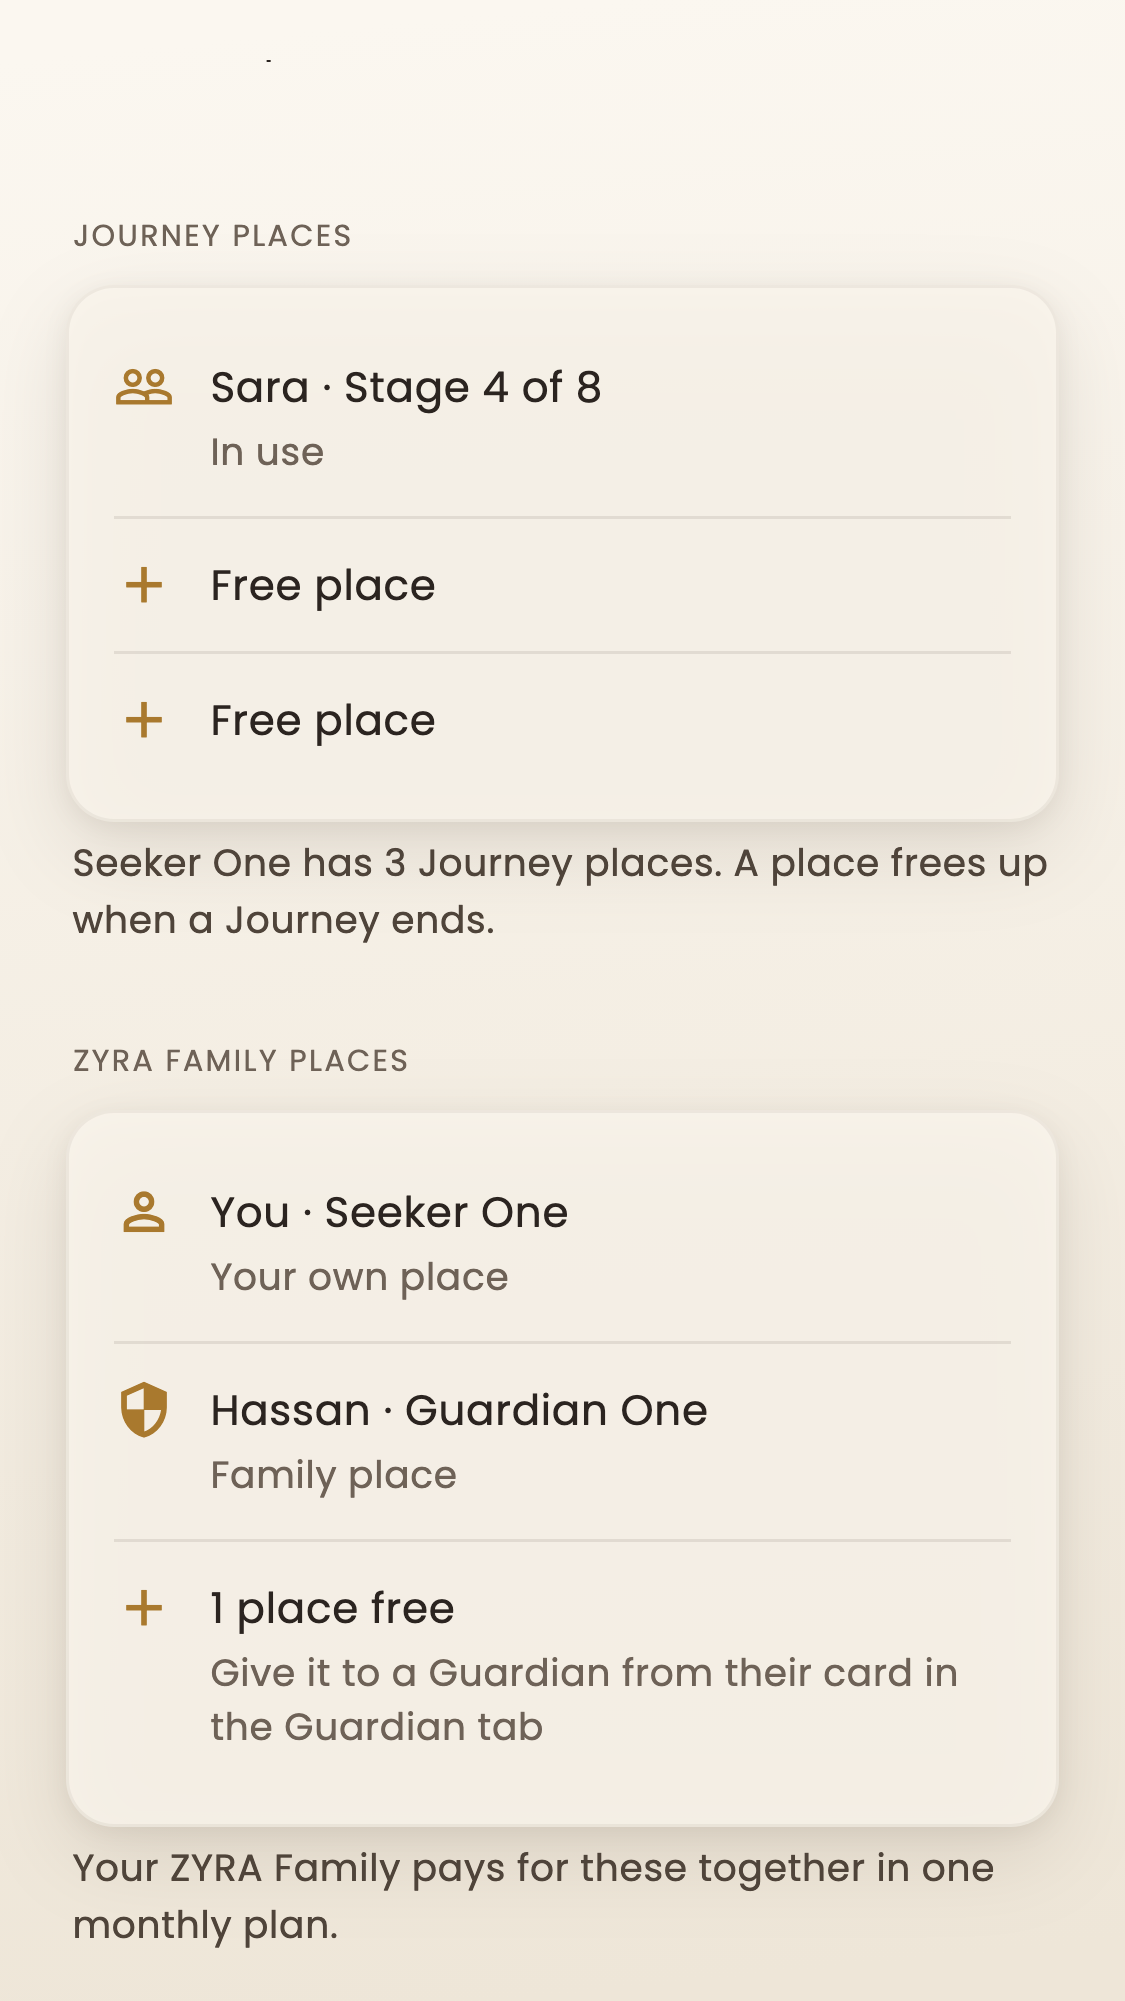 JOURNEY PLACES
Sara · Stage 4 of 8
In use
Free place
Free place
Seeker One has 3 Journey places. A place frees up
when a Journey ends.
ZYRA FAMILY PLACES
You · Seeker One
Your own place
Hassan · Guardian One
Family place
1 place free
Give it to a Guardian from their card in
the Guardian tab
Your ZYRA Family pays for these together in one
monthly plan.